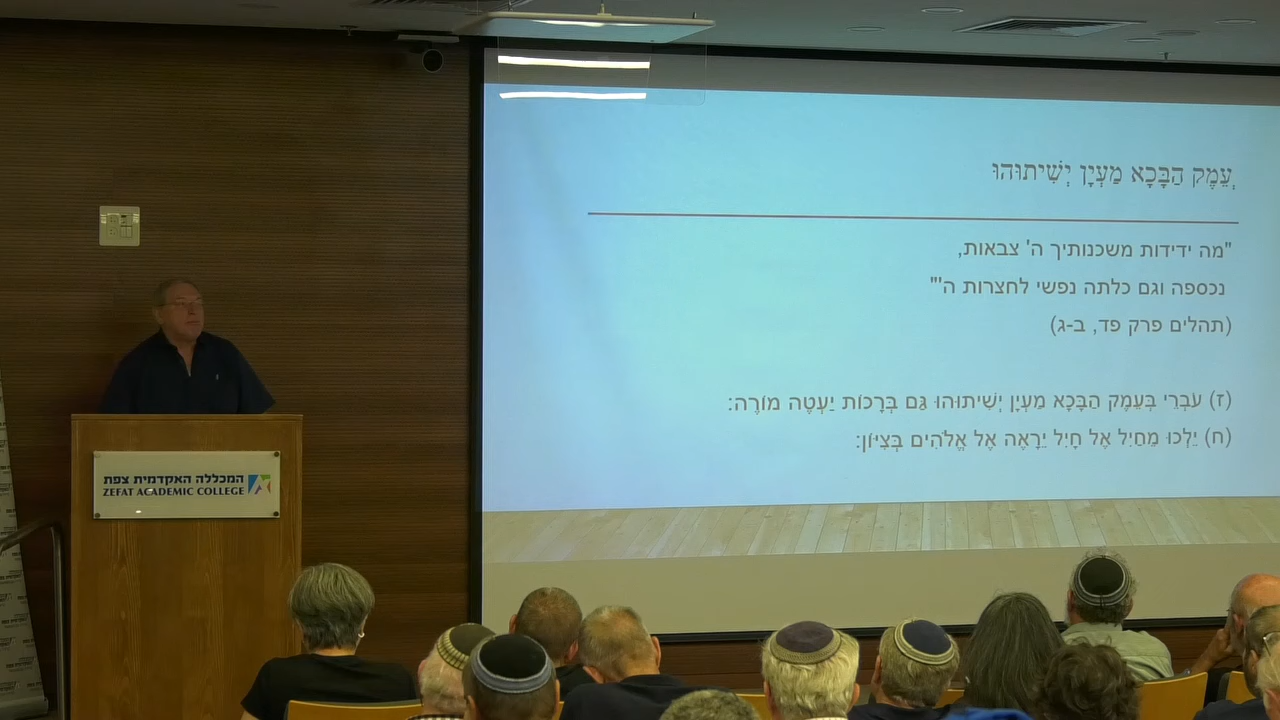 עֵמֶק הַבָּכָא מַעְיָן יְשִׁיתוּהוּ
"מה ידידות משכנותיך ה' צבאות,
נכספה וגם כלתה נפשי לחצרות ה'"
(תהלים פרק פד, ב-ג)
(ז) עֹבְרֵי בְּעֵמֶק הַבָּכָא מַעְיָן יְשִׁיתוּהוּ גַּם בְּרָכוֹת יַעְטֶה מוֹרֶה:
(ח) יֵלְכוּ מֵחַיִל אֶל חָיִל יֵרָאֶה אֶל אֱלֹהִים בְּצִיּוֹן:
המכללה האקדמית צפת
ZEFAT ACADEMIC COLLEGE